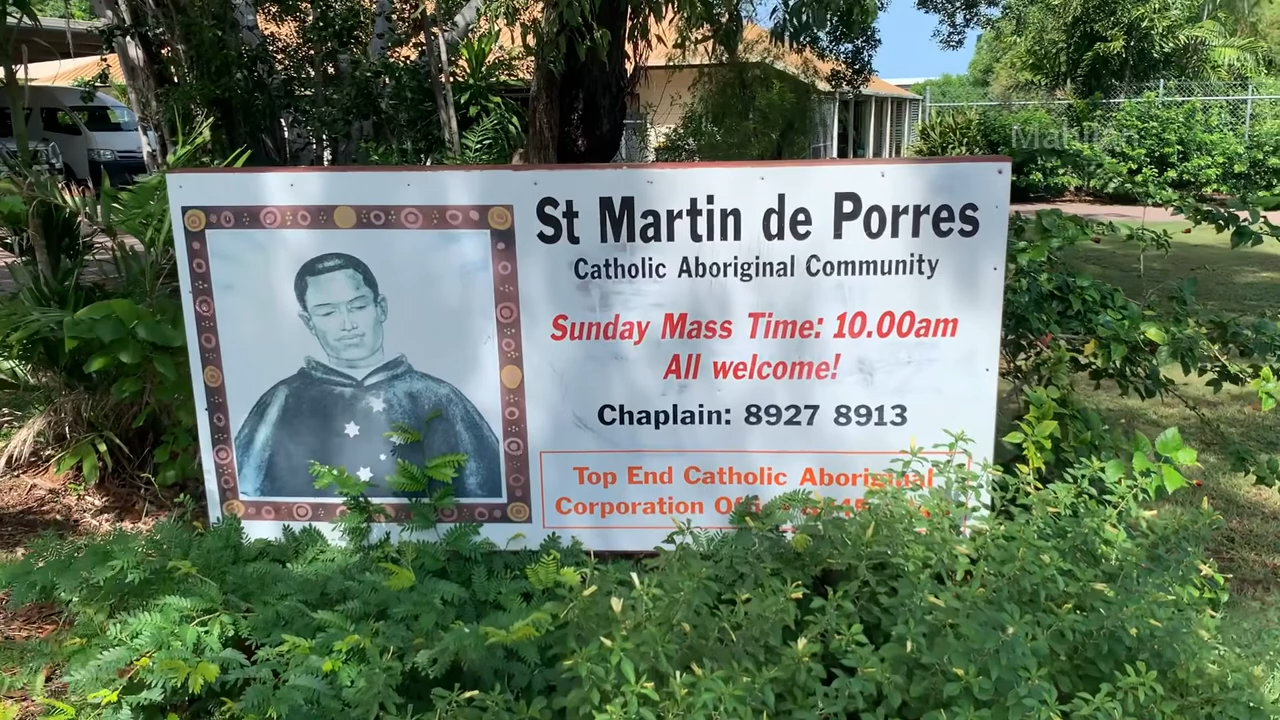 St Martin de Porres
Catholic Aboriginal Community
Sunday Mass Time: 10.00am
All welcome!
Chaplain: 8927 8913
Top End Catholic Aboriginal
Corporation